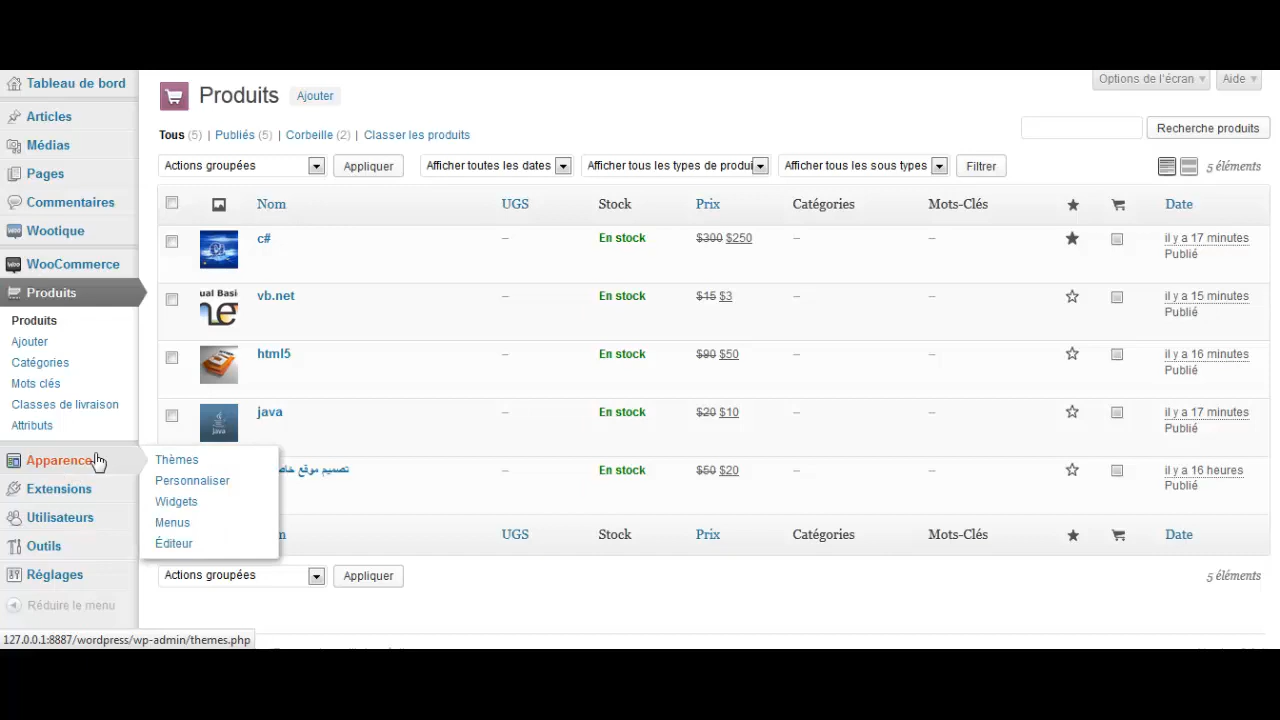 Tableau de bord
Articles
Médias
Pages
Commentaires
Wootique
WooCommerce
Produits
Produits
Ajouter
Catégories
Mots clés
Classes de livraison
Attributs
Apparence
Extensions
Utilisateurs
Outils
Réglages
Réduire le menu
Thèmes
Personnaliser
Widgets
Menus
Éditeur
Options de l'écran
Aide
Produits Ajouter
Tous (5) | Publiés (5) | Corbeille (2) | Classer les produits
Recherche produits
Actions groupées Appliquer Afficher toutes les dates Afficher tous les types de produi Afficher tous les sous types Filtrer 5 éléments
Nom UGS Stock Prix Catégories Mots-Clés Date
c# – En stock $300 $250 – – il y a 17 minutes
Publié
vb.net – En stock $15 $3 – – il y a 15 minutes
Publié
html5 – En stock $90 $50 – – il y a 16 minutes
Publié
java – En stock $20 $10 – – il y a 17 minutes
Publié
تصميم موقع – En stock $50 $20 – – il y a 16 heures
Publié
UGS Stock Prix Catégories Mots-Clés Date
Actions groupées Appliquer 5 éléments
127.0.0.1:8887/wordpress/wp-admin/themes.php